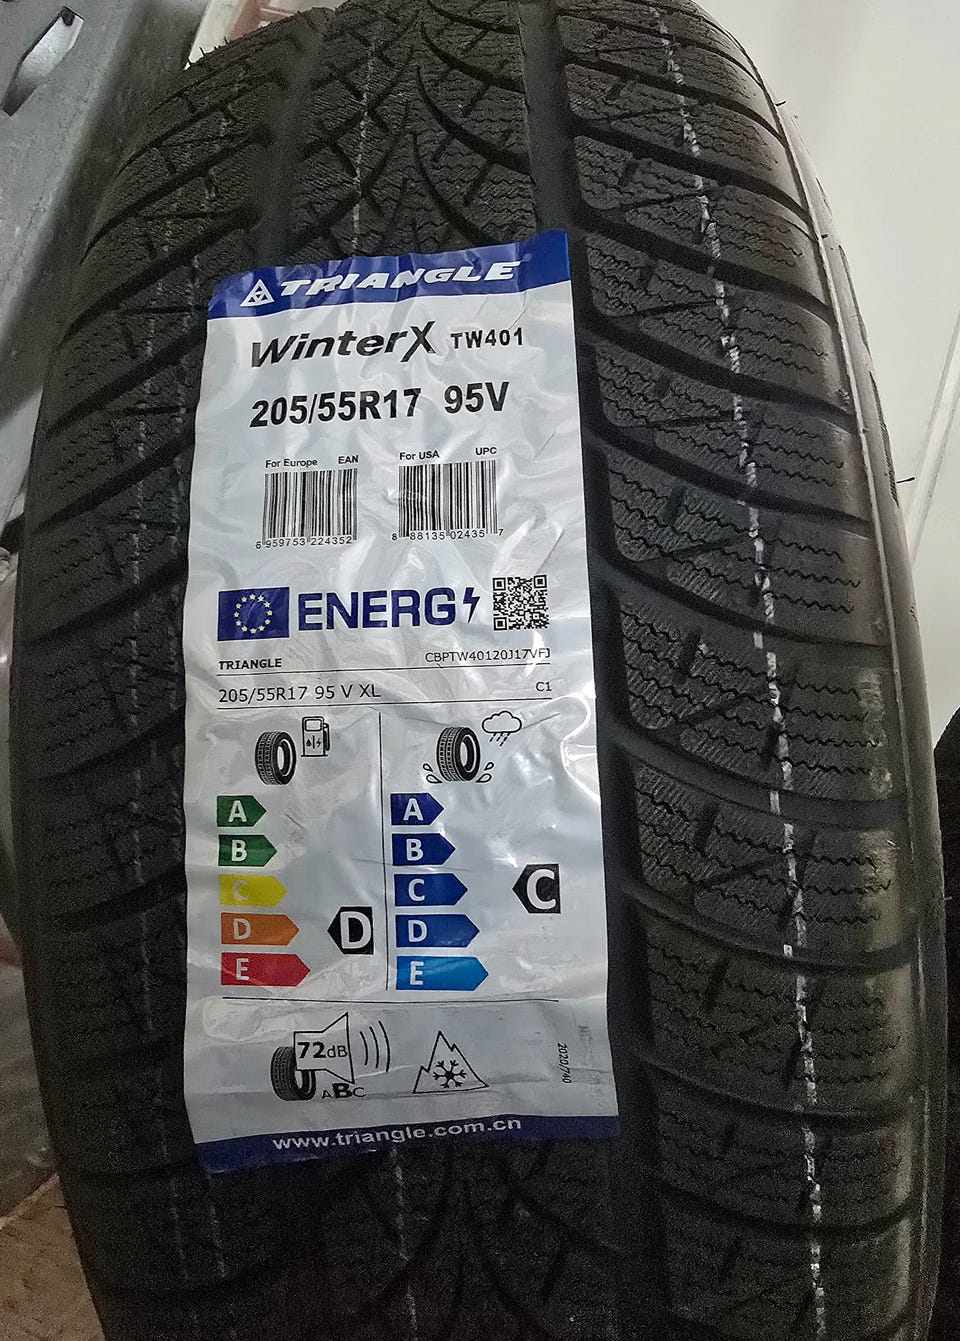 TRIANGLE
WinterX TW401
205/55R17 95V
For Europe EAN For USA UPC
6 959753 224352 8 88135 02435 7
ENERG
TRIANGLE CBPTW40120J17VFJ
205/55R17 95 V XL C1
A A
B B
C C C
D D D
E E
72dB
ABC
2020/740
www.triangle.com.cn